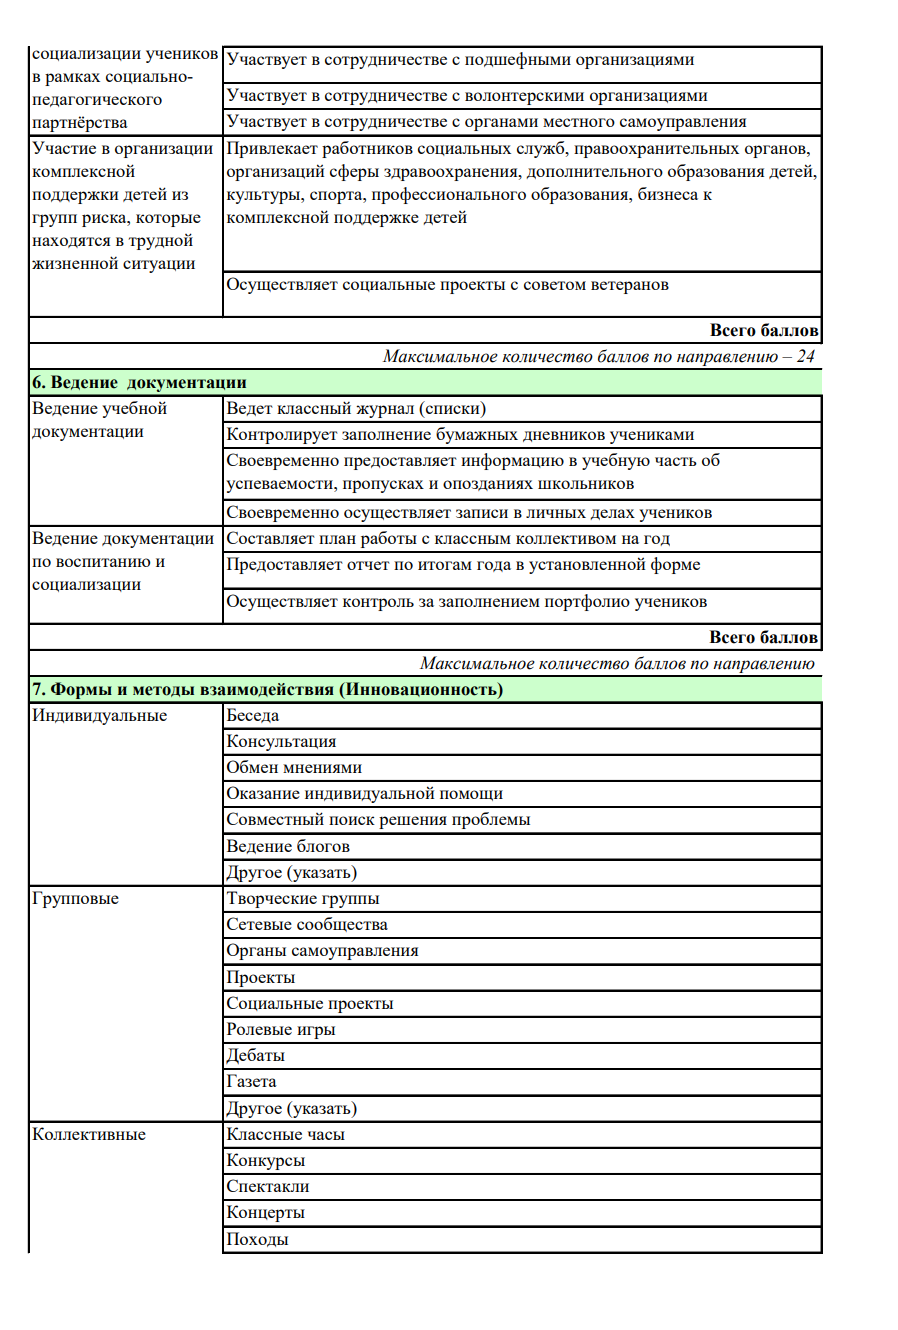 социализации учеников
в рамках социально-
педагогического
партнёрства
Участвует в сотрудничестве с подшефными организациями
Участвует в сотрудничестве с волонтерскими организациями
Участвует в сотрудничестве с органами местного самоуправления
Участие в организации
комплексной
поддержки детей из
групп риска, которые
находятся в трудной
жизненной ситуации
Привлекает работников социальных служб, правоохранительных органов,
организаций сферы здравоохранения, дополнительного образования детей,
культуры, спорта, профессионального образования, бизнеса к
комплексной поддержке детей
Осуществляет социальные проекты с советом ветеранов
Всего баллов
Максимальное количество баллов по направлению – 24
6. Ведение  документации
Ведение учебной
документации
Ведет классный журнал (списки)
Контролирует заполнение бумажных дневников учениками
Своевременно предоставляет информацию в учебную часть об
успеваемости, пропусках и опозданиях школьников
Своевременно осуществляет записи в личных делах учеников
Ведение документации
по воспитанию и
социализации
Составляет план работы с классным коллективом на год
Предоставляет отчет по итогам года в установленной форме
Осуществляет контроль за заполнением портфолио учеников
Всего баллов
Максимальное количество баллов по направлению
7. Формы и методы взаимодействия (Инновационность)
Индивидуальные
Беседа
Консультация
Обмен мнениями
Оказание индивидуальной помощи
Совместный поиск решения проблемы
Ведение блогов
Другое (указать)
Групповые
Творческие группы
Сетевые сообщества
Органы самоуправления
Проекты
Социальные проекты
Ролевые игры
Дебаты
Газета
Другое (указать)
Коллективные
Классные часы
Конкурсы
Спектакли
Концерты
Походы